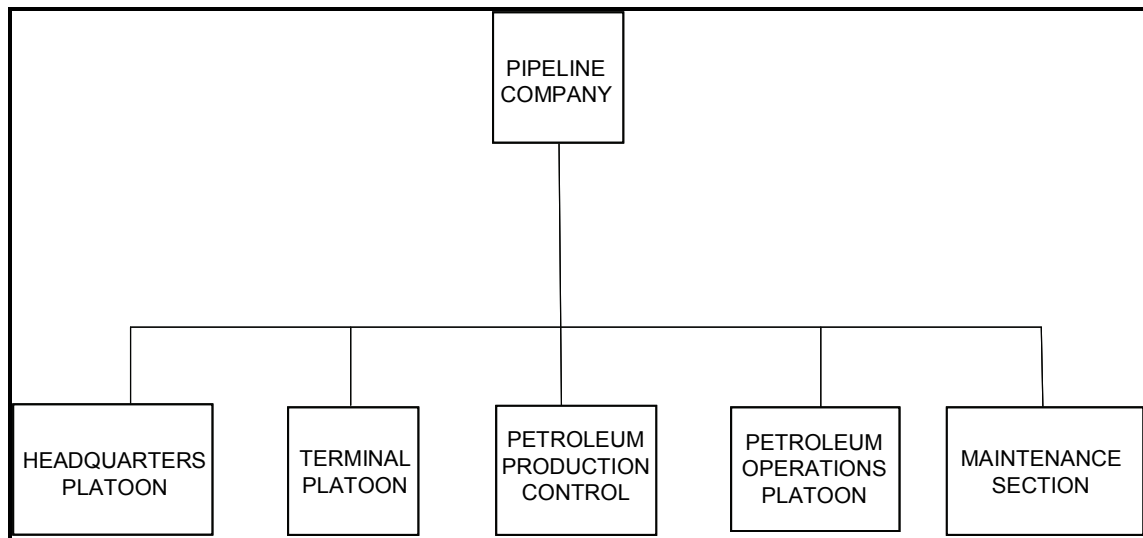 PIPELINE
COMPANY
HEADQUARTERS
PLATOON
TERMINAL
PLATOON
PETROLEUM
PRODUCTION
CONTROL
PETROLEUM
OPERATIONS
PLATOON
MAINTENANCE
SECTION